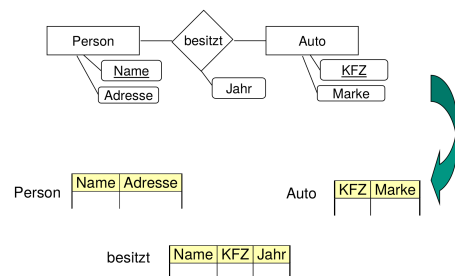 Person besitzt Auto
Name KFZ
Adresse Jahr Marke
Person Name Adresse Auto KFZ Marke
besitzt Name KFZ Jahr